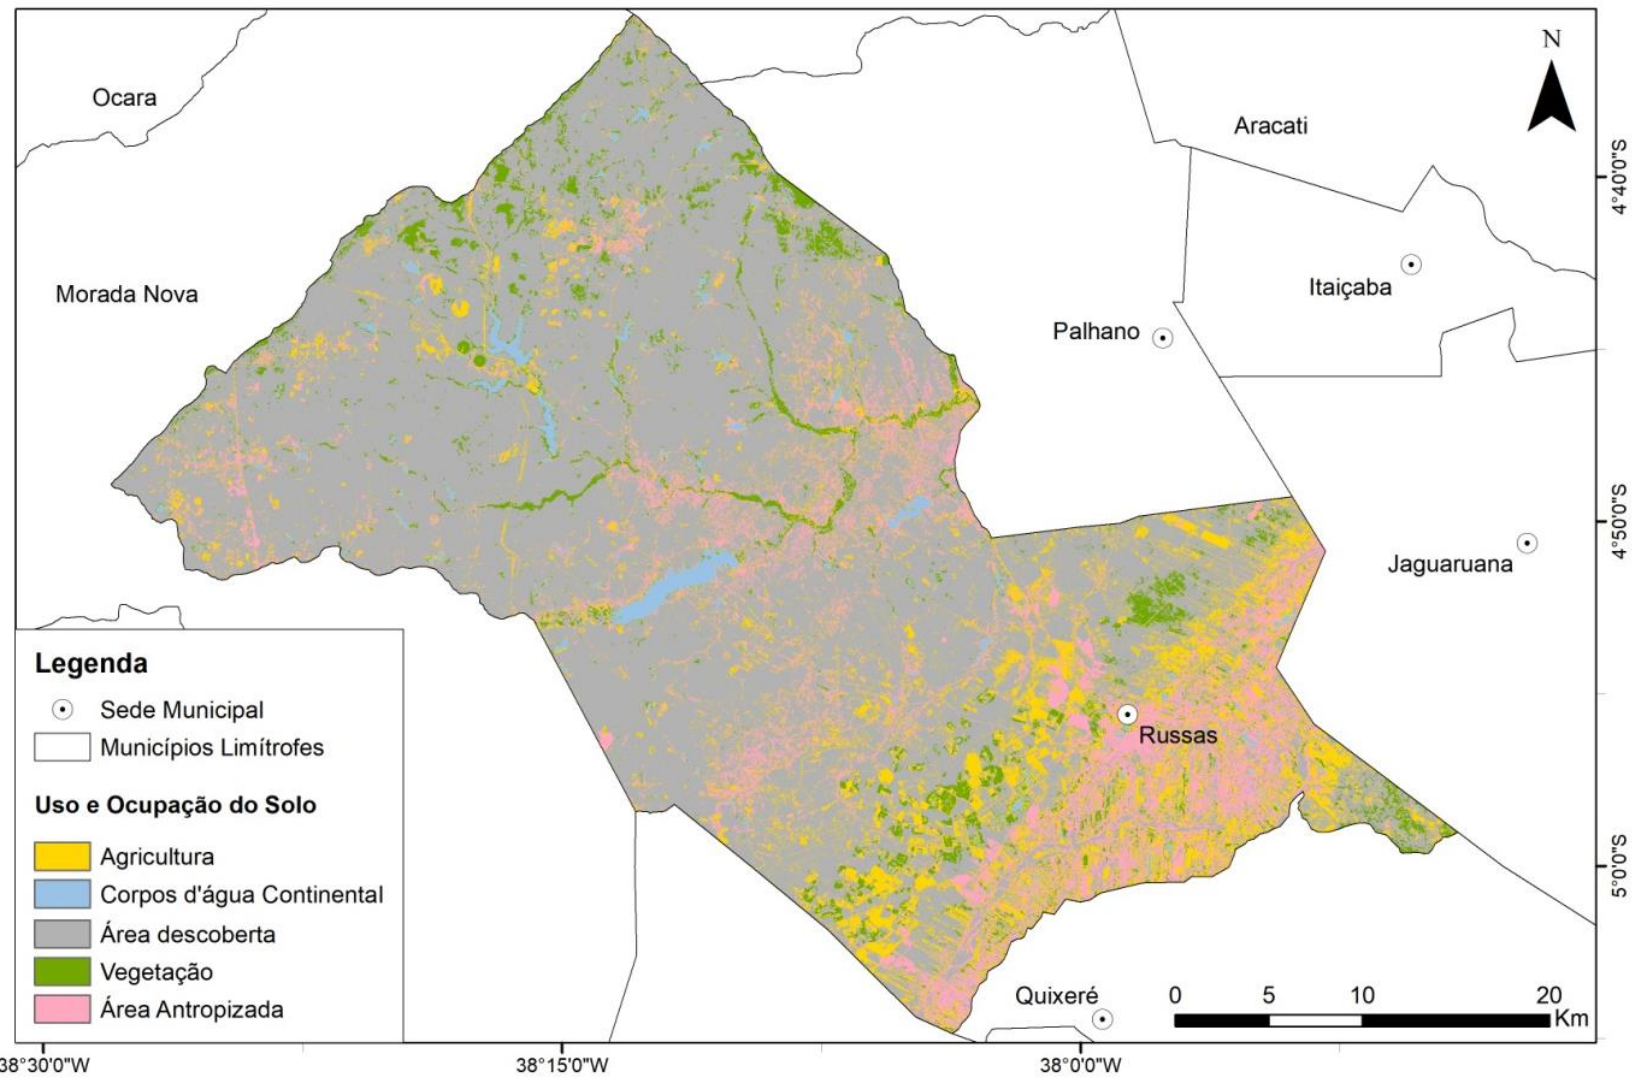 N
Ocara
Aracati
4°40'0"S
Morada Nova
Itaiçaba
Palhano
4°50'0"S
Jaguaruana
Legenda
Sede Municipal
Municípios Limítrofes
Russas
Uso e Ocupação do Solo
Agricultura
Corpos d'água Continental
5°0'0"S
Área descoberta
Vegetação
Área Antropizada
Quixeré
0 5 10 20
Km
38°30'0"W 38°15'0"W 38°0'0"W